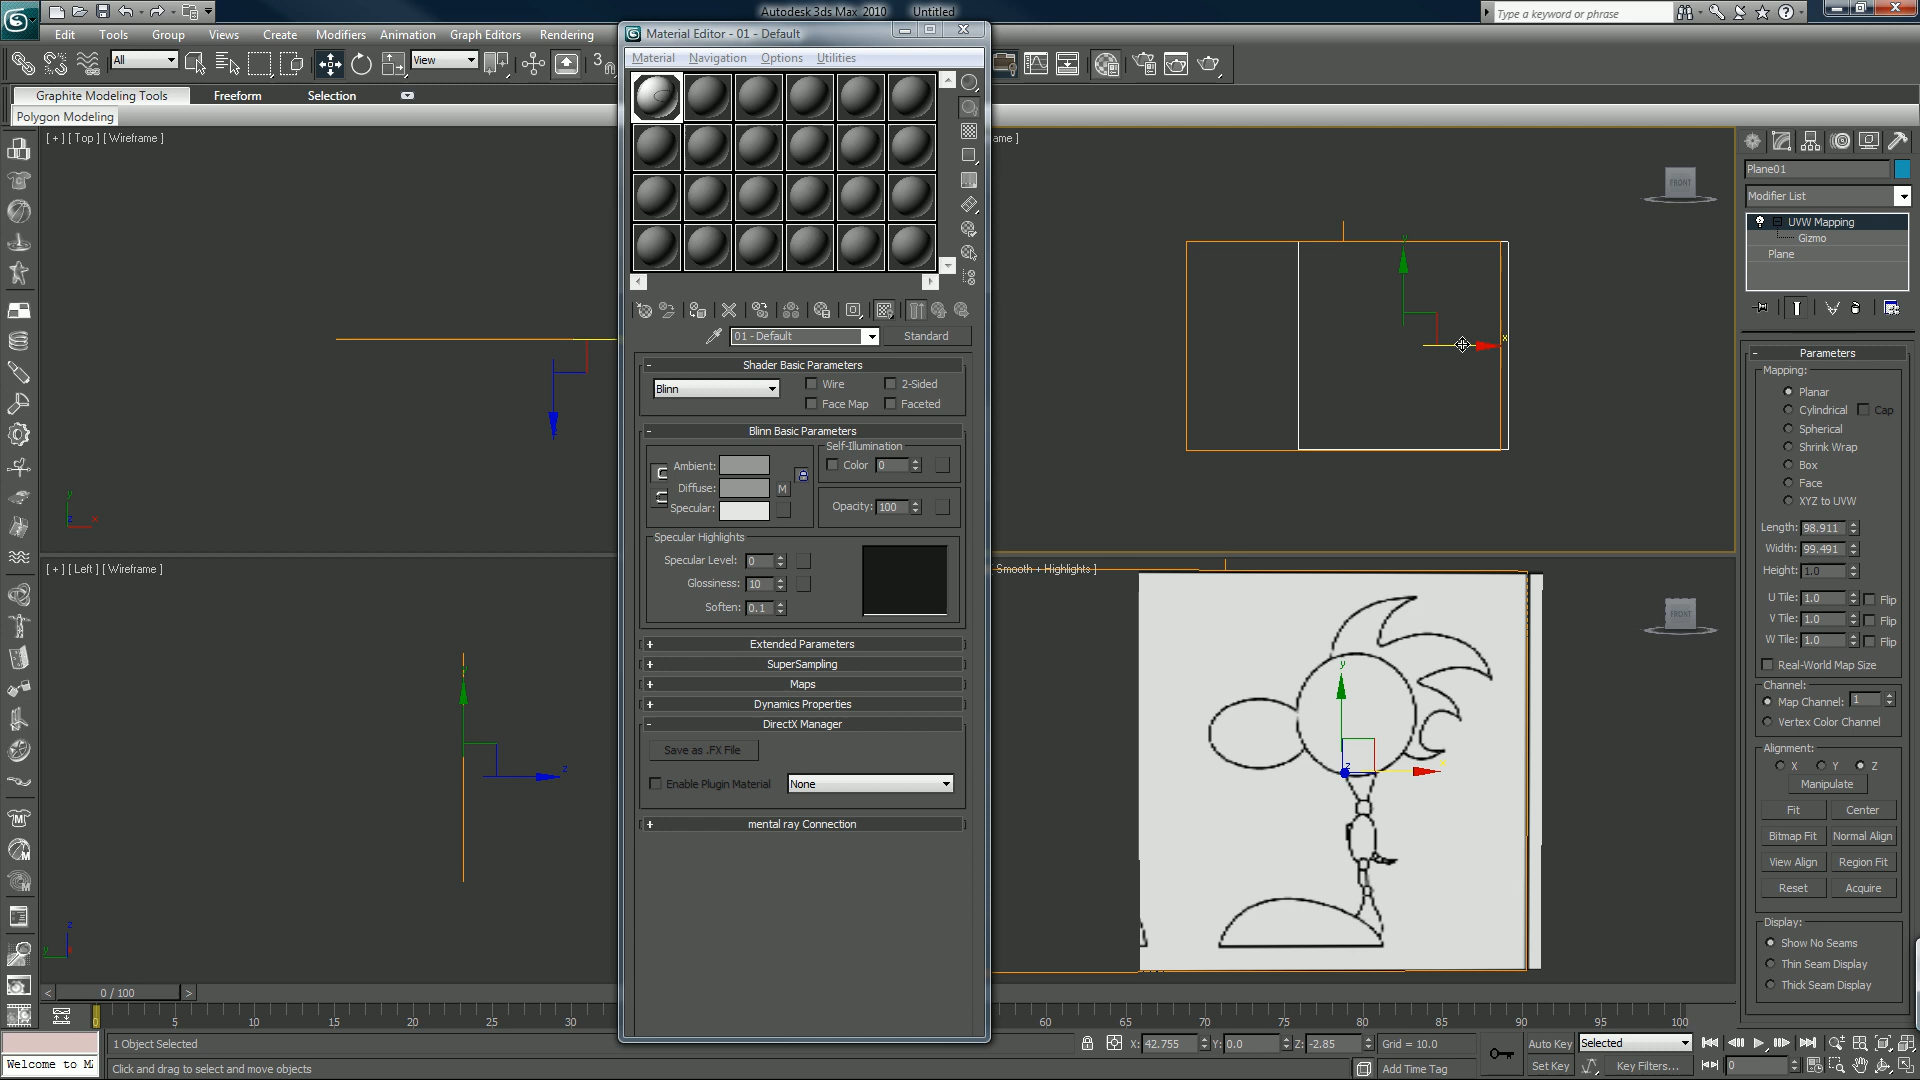 Autodesk 3ds Max 2010 Untitled
Type a keyword or phrase
Edit Tools Group Views Create Modifiers Animation Graph Editors Rendering
All
View
3
Graphite Modeling Tools Freeform Selection
Polygon Modeling
[ + ] [ Top ] [ Wireframe ]
[ + ] [ Left ] [ Wireframe ]
ame ]
Smooth + Highlights ]
FRONT
FRONT
Material Editor - 01 - Default
Material Navigation Options Utilities
01 - Default
Standard
Shader Basic Parameters
Blinn
Wire
2-Sided
Face Map
Faceted
Blinn Basic Parameters
Self-Illumination
Ambient:
Color 0
Diffuse:
M
Specular:
Opacity: 100
Specular Highlights
Specular Level: 0
Glossiness: 10
Soften: 0.1
Extended Parameters
SuperSampling
Maps
Dynamics Properties
DirectX Manager
Save as .FX File
Enable Plugin Material
None
mental ray Connection
Plane01
Modifier List
UVW Mapping
Gizmo
Plane
Parameters
Mapping:
Planar
Cylindrical Cap
Spherical
Shrink Wrap
Box
Face
XYZ to UVW
Length: 98.911
Width: 99.491
Height: 1.0
U Tile: 1.0 Flip
V Tile: 1.0 Flip
W Tile: 1.0 Flip
Real-World Map Size
Channel:
Map Channel: 1
Vertex Color Channel
Alignment:
X Y Z
Manipulate
Fit Center
Bitmap Fit Normal Align
View Align Region Fit
Reset Acquire
Display:
Show No Seams
Thin Seam Display
Thick Seam Display
0 / 100
0 5 10 15 20 25 30 60 65 70 75 80 85 90 95 100
1 Object Selected
X: 42.755 Y: 0.0 Z: -2.85 Grid = 10.0
Auto Key Selected
Welcome to M
Click and drag to select and move objects
Add Time Tag
Set Key Key Filters... 0